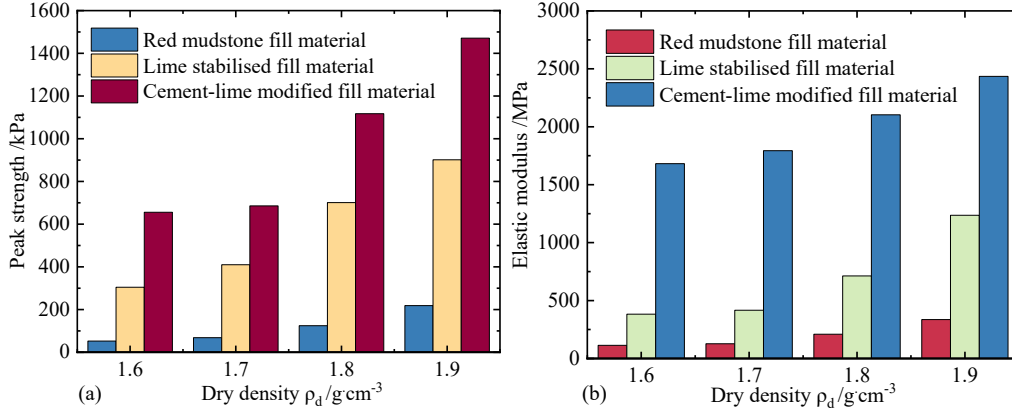 1600
1400
1200
1000
800
600
400
200
0
Peak strength /kPa
Red mudstone fill material
Lime stabilised fill material
Cement-lime modified fill material
1.6 1.7 1.8 1.9
(a) Dry density ρd /g·cm-3
3000
2500
2000
1500
1000
500
0
Elastic modulus /MPa
Red mudstone fill material
Lime stabilised fill material
Cement-lime modified fill material
1.6 1.7 1.8 1.9
(b) Dry density ρd /g·cm-3